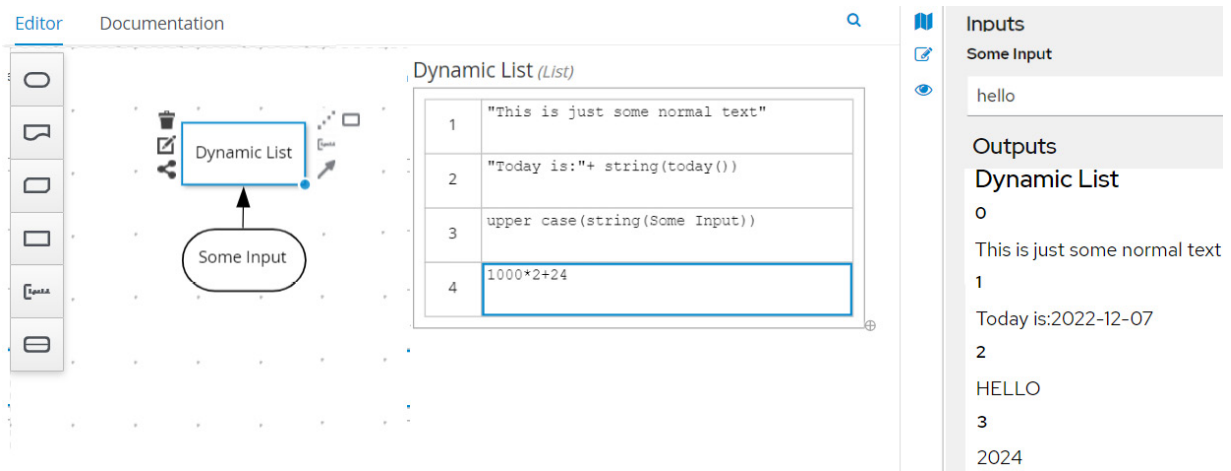 Editor
Documentation
Dynamic List
Some Input
Dynamic List (List)
1
"This is just some normal text"
2
"Today is:"+ string(today())
3
upper case(string(Some Input))
4
1000*2+24
Inputs
Some Input
hello
Outputs
Dynamic List
0
This is just some normal text
1
Today is:2022-12-07
2
HELLO
3
2024